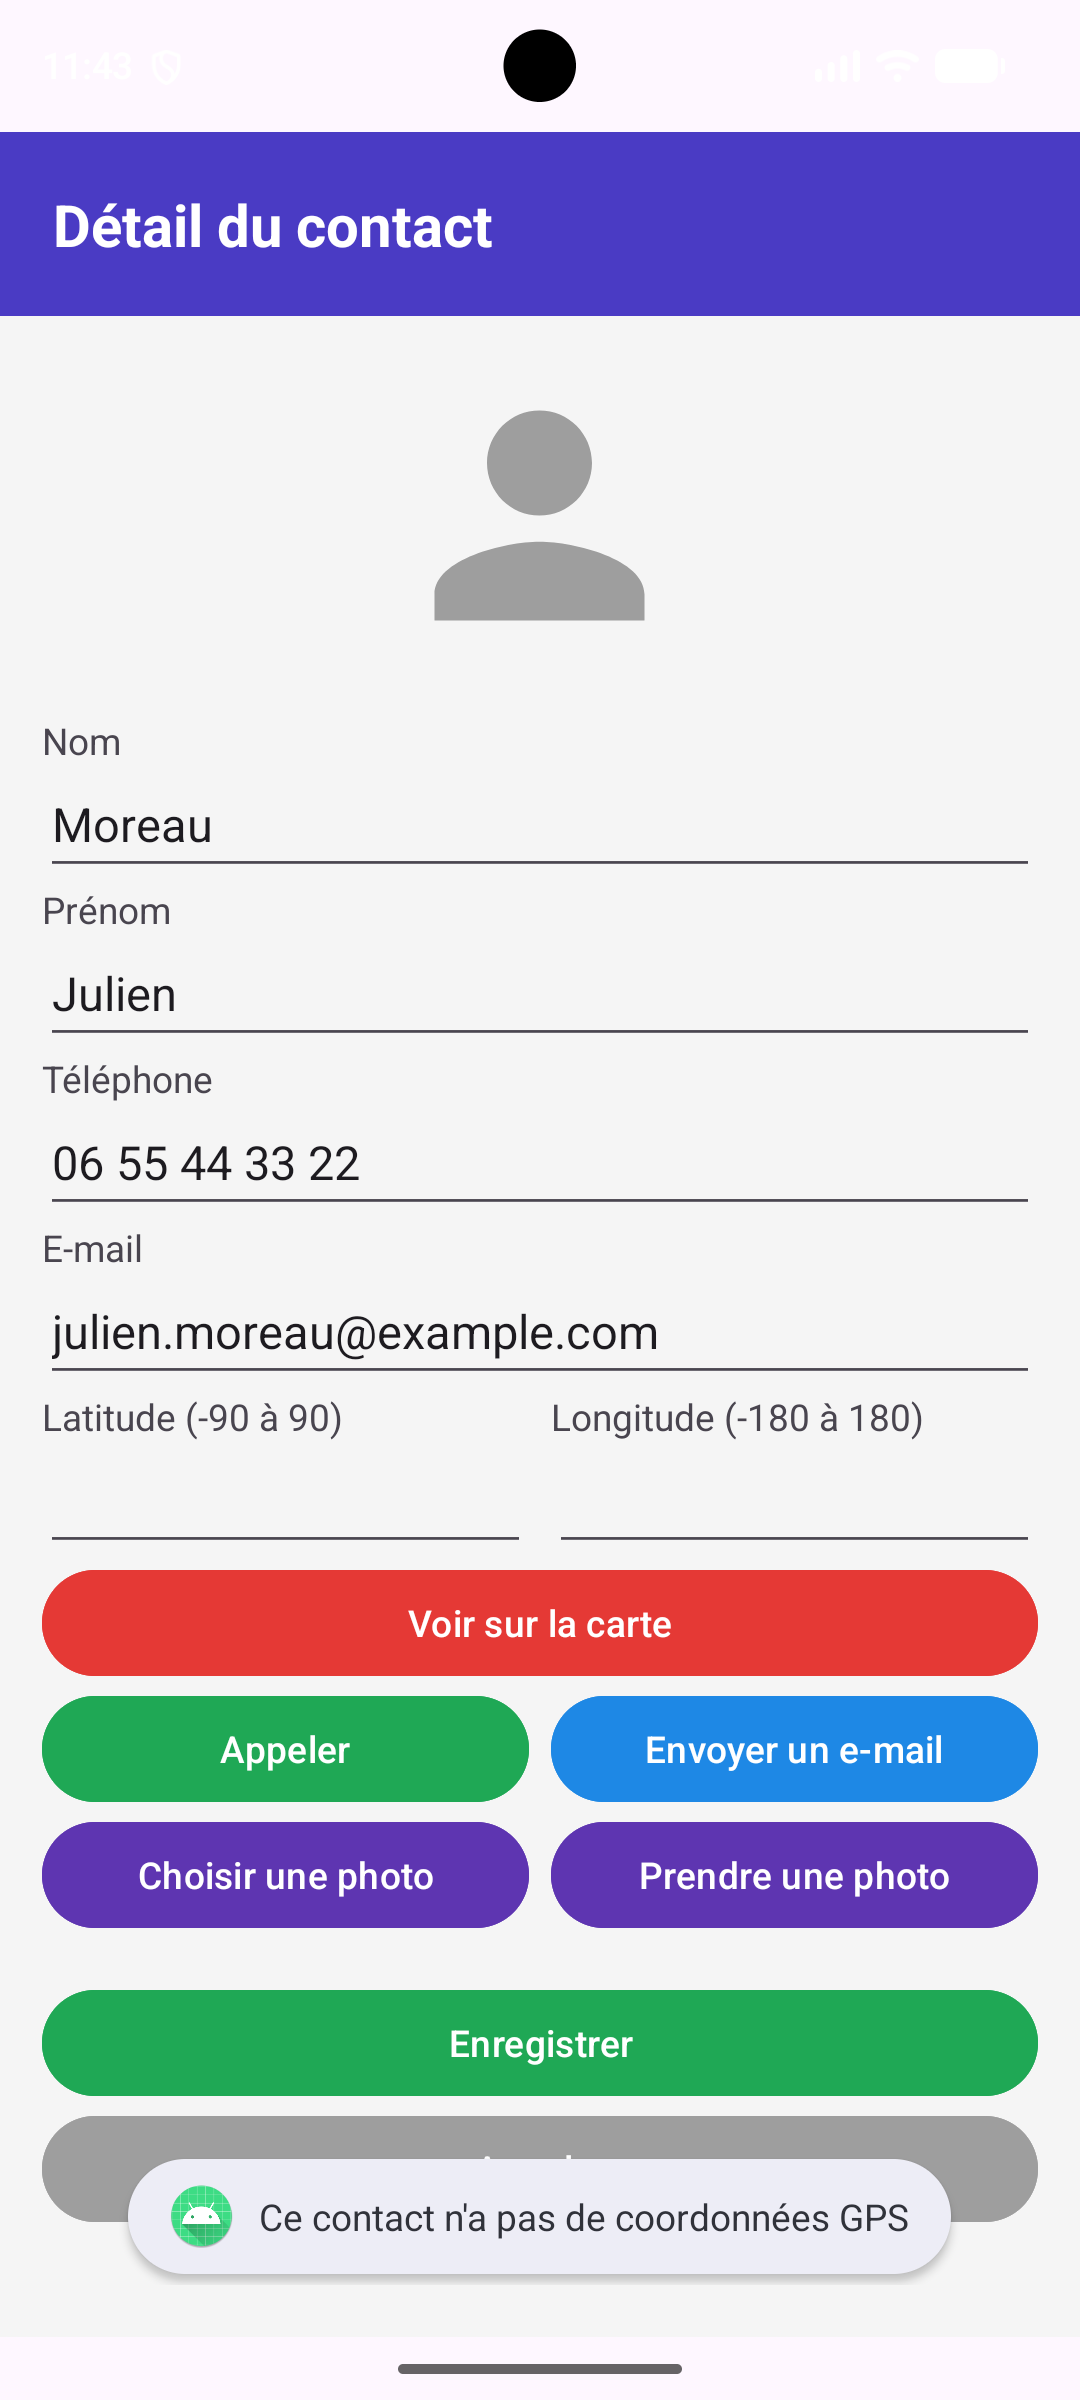 11:43
Détail du contact
Nom
Moreau
Prénom
Julien
Téléphone
06 55 44 33 22
E-mail
julien.moreau@example.com
Latitude (-90 à 90)
Longitude (-180 à 180)
Voir sur la carte
Appeler
Envoyer un e-mail
Choisir une photo
Prendre une photo
Enregistrer
Ce contact n'a pas de coordonnées GPS